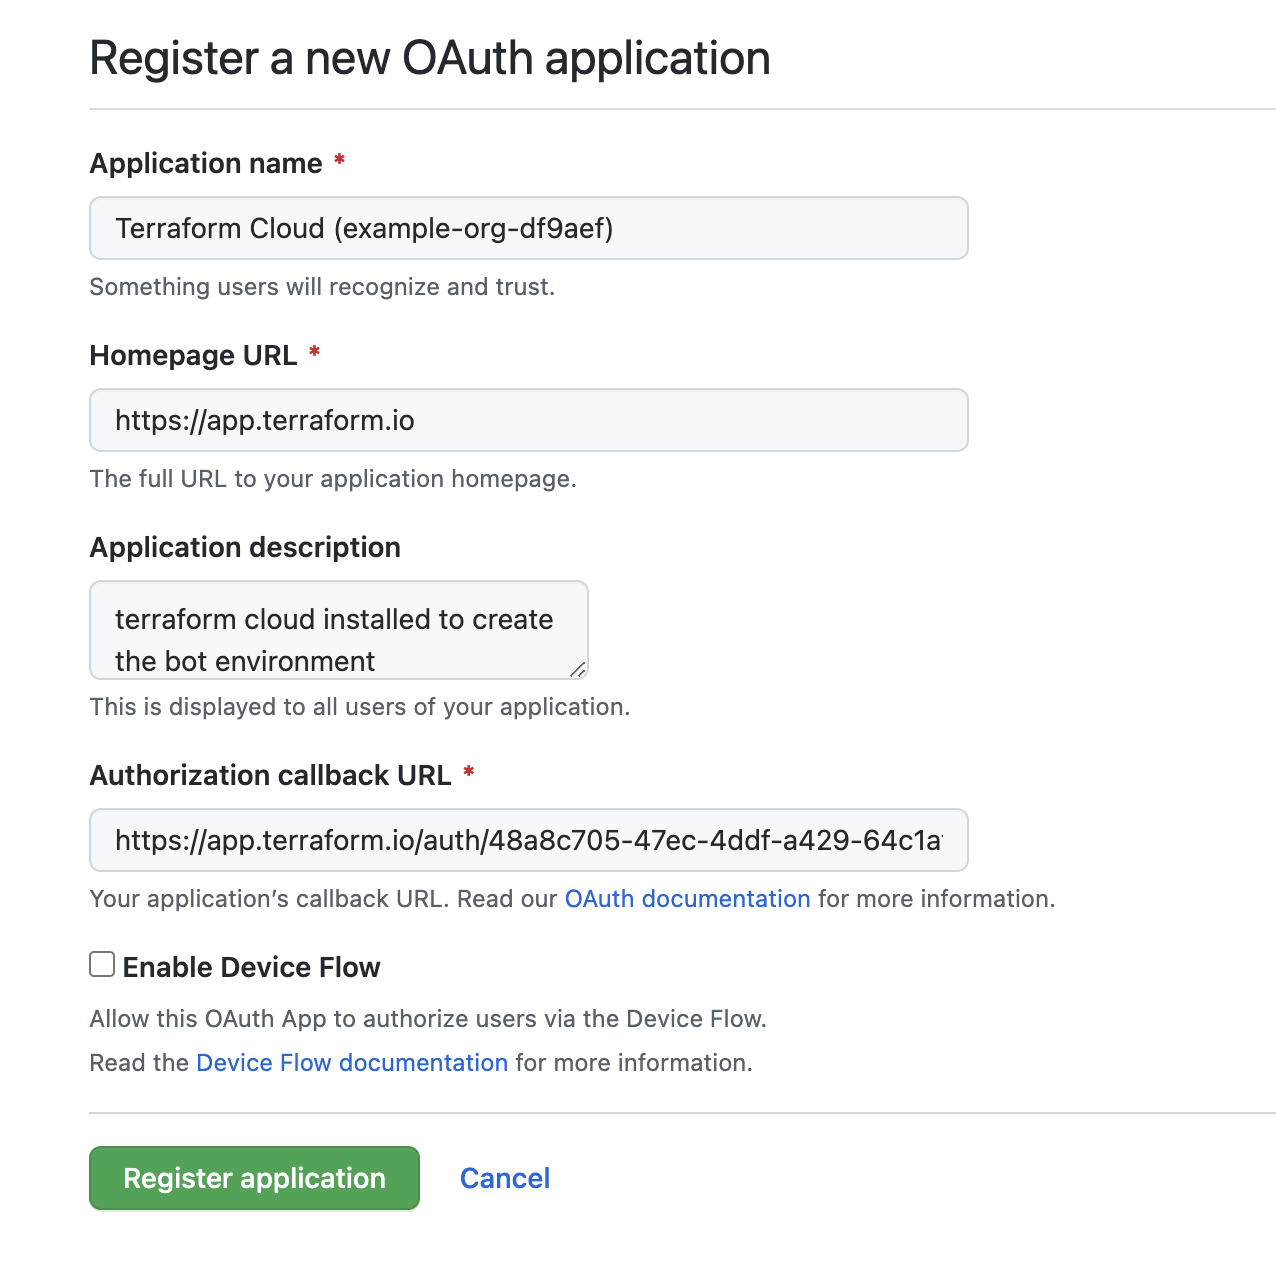 Register a new OAuth application
Application name *
Terraform Cloud (example-org-df9aef)
Something users will recognize and trust.
Homepage URL *
https://app.terraform.io
The full URL to your application homepage.
Application description
terraform cloud installed to create
the bot environment
This is displayed to all users of your application.
Authorization callback URL *
https://app.terraform.io/auth/48a8c705-47ec-4ddf-a429-64c1a
Your application’s callback URL. Read our OAuth documentation for more information.
Enable Device Flow
Allow this OAuth App to authorize users via the Device Flow.
Read the Device Flow documentation for more information.
Register application Cancel